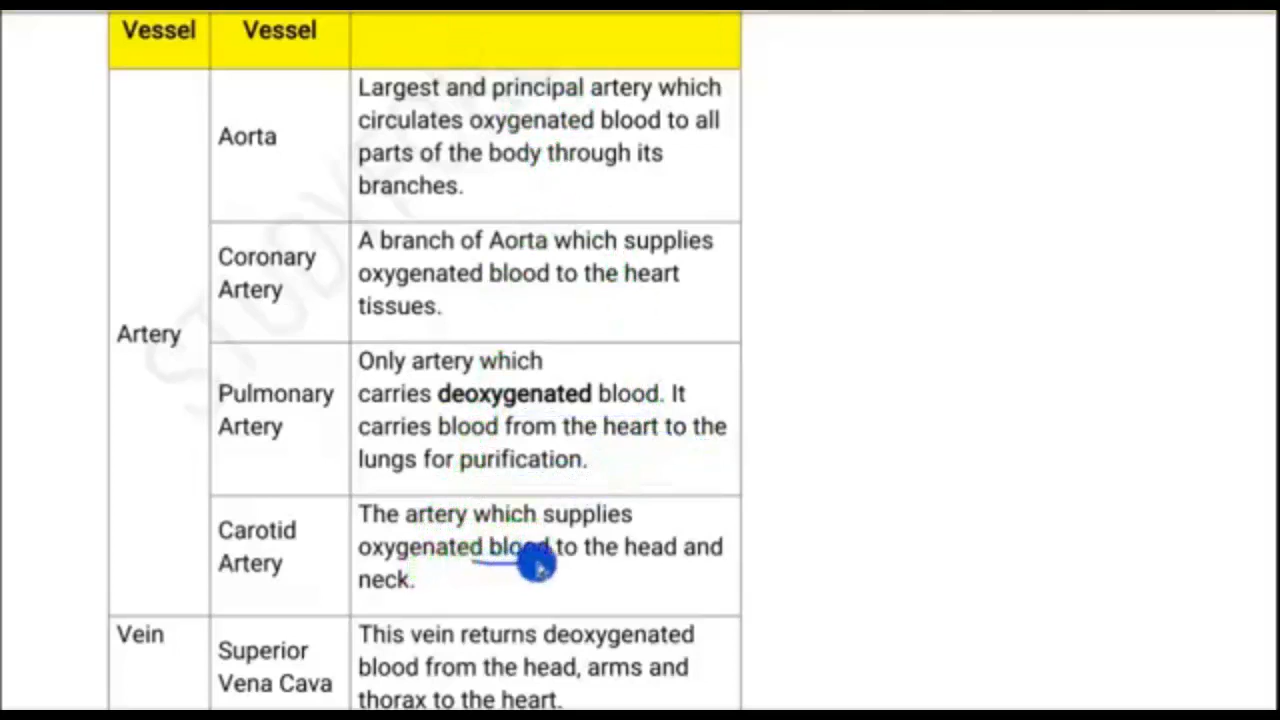 Vessel
Vessel
Aorta
Largest and principal artery which
circulates oxygenated blood to all
parts of the body through its
branches.
Coronary
Artery
A branch of Aorta which supplies
oxygenated blood to the heart
tissues.
Artery
Pulmonary
Artery
Only artery which
carries deoxygenated blood. It
carries blood from the heart to the
lungs for purification.
Carotid
Artery
The artery which supplies
oxygenated blood to the head and
neck.
Vein
Superior
Vena Cava
This vein returns deoxygenated
blood from the head, arms and
thorax to the heart.